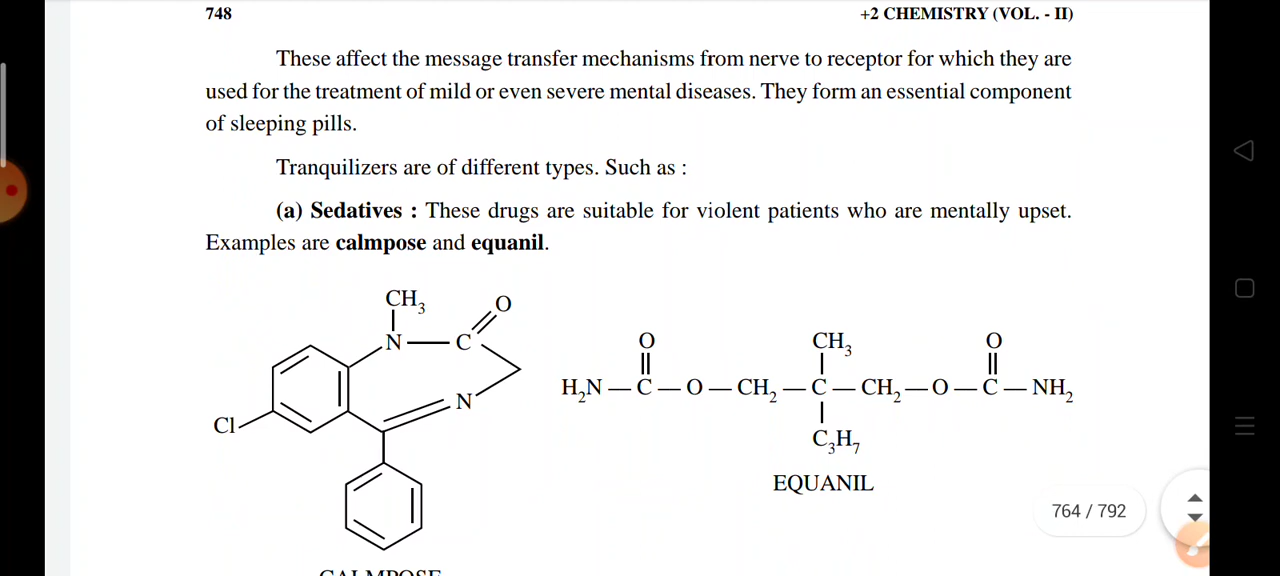 748
+2 CHEMISTRY (VOL. - II)
These affect the message transfer mechanisms from nerve to receptor for which they are
used for the treatment of mild or even severe mental diseases. They form an essential component
of sleeping pills.
Tranquilizers are of different types. Such as :
(a) Sedatives : These drugs are suitable for violent patients who are mentally upset.
Examples are calmpose and equanil.
CH₃ O
N — C
N
Cl
O CH₃ O
H₂N — C — O — CH₂ — C — CH₂ — O — C — NH₂
C₃H₇
EQUANIL
764 / 792
CALMPOSE